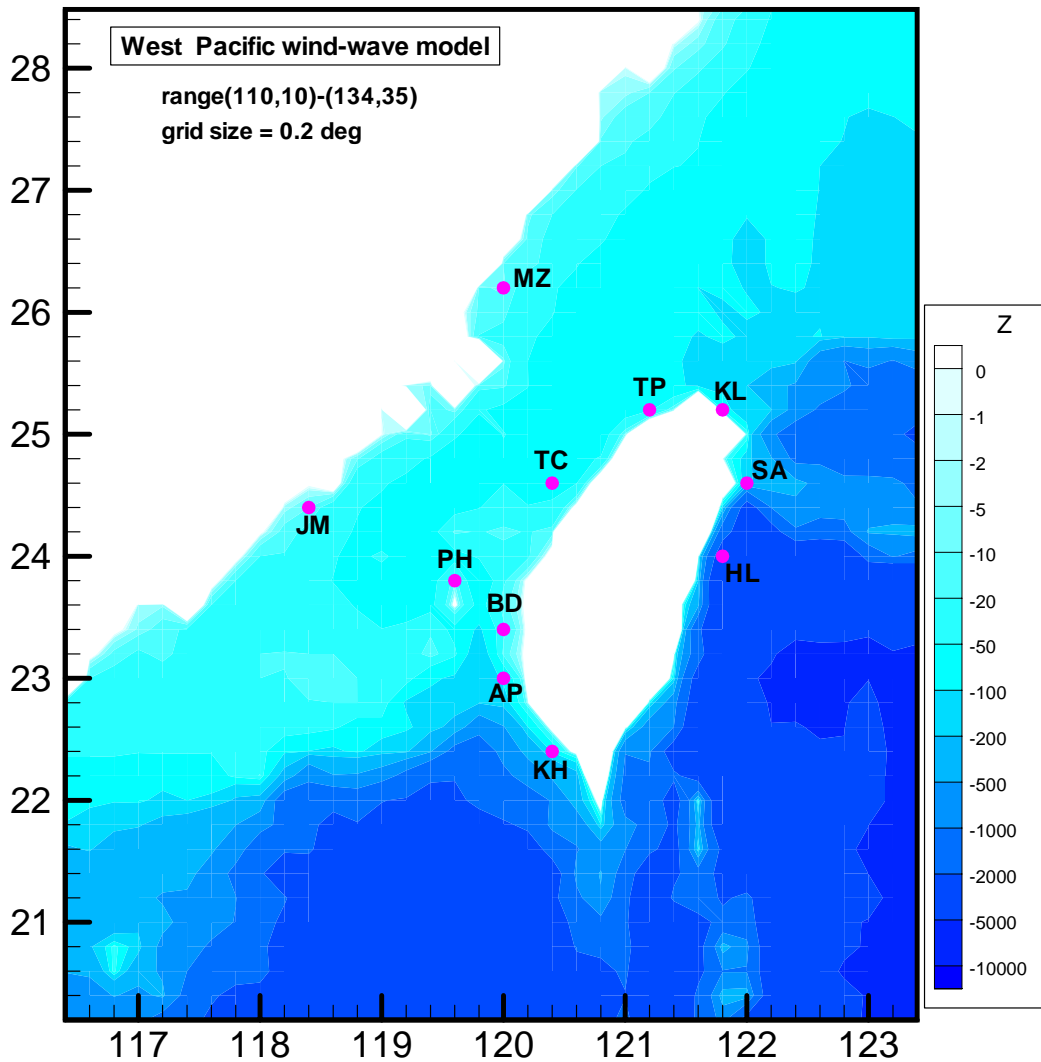 West  Pacific wind-wave model
range(110,10)-(134,35)
grid size = 0.2 deg
28
27
26
25
24
23
22
21
MZ
TP
KL
TC
SA
JM
PH
HL
BD
AP
KH
117
118
119
120
121
122
123
Z
0
-1
-2
-5
-10
-20
-50
-100
-200
-500
-1000
-2000
-5000
-10000